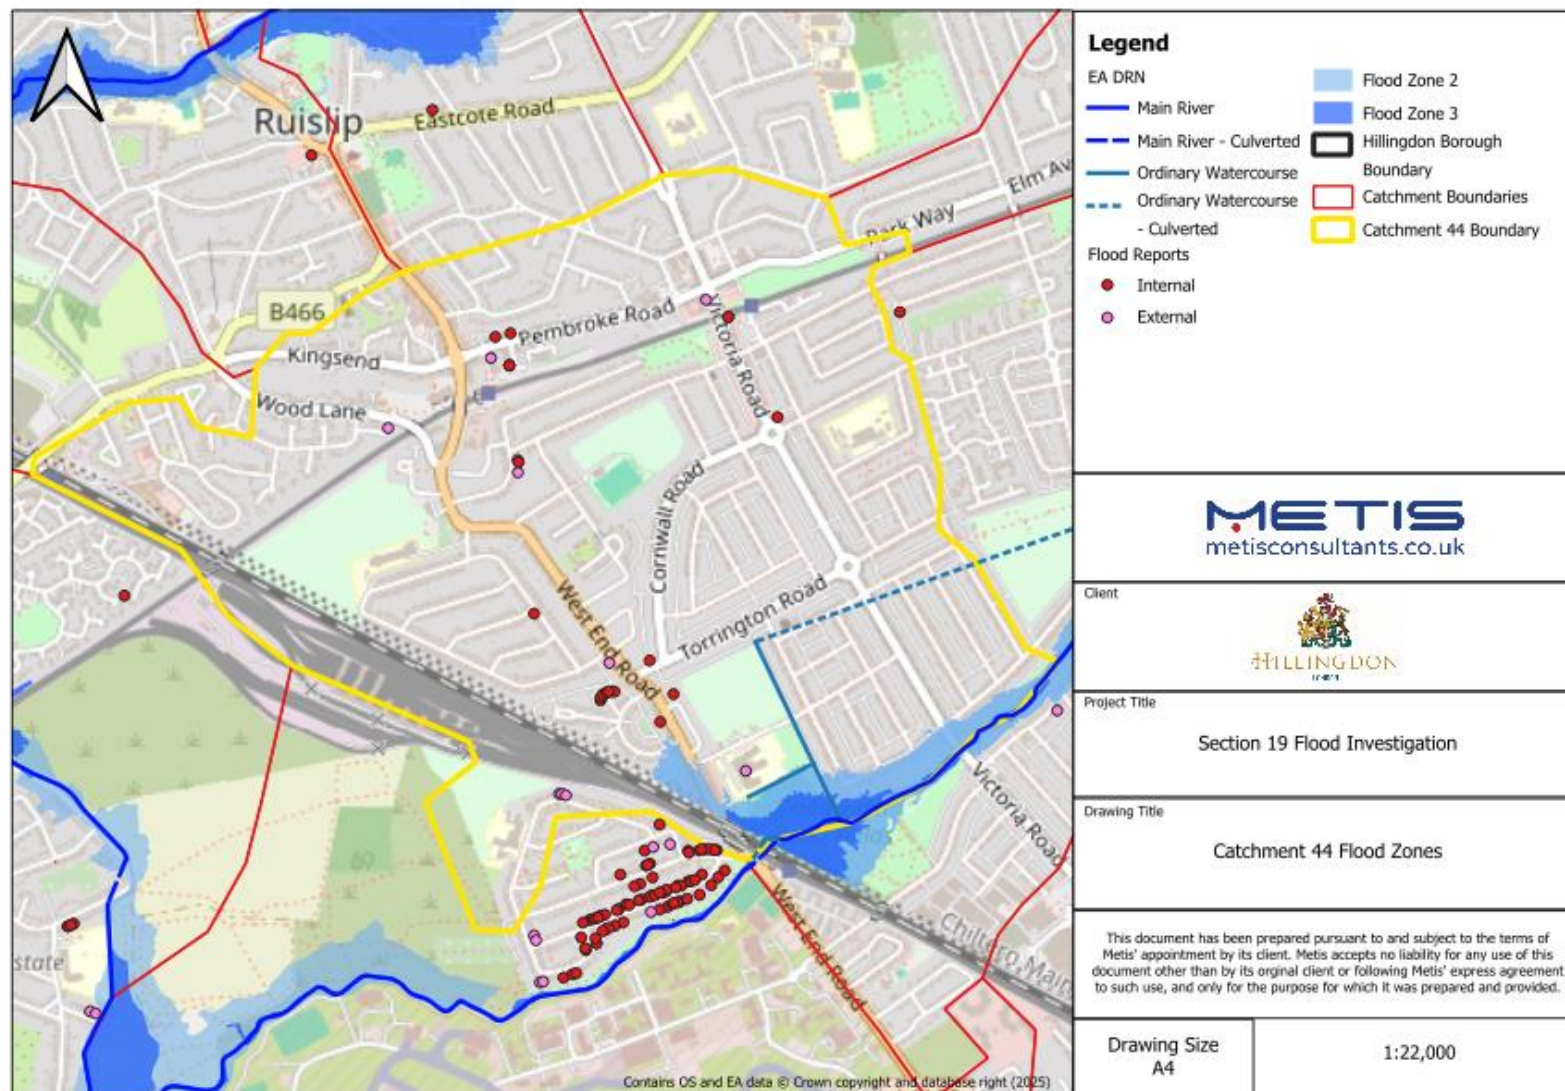 Ruislip
Eastcote Road
Elm Av
Park Way
B466
Pembroke Road
Kingsend
Victoria Road
Wood Lane
Cornwall Road
West End Road
Torrington Road
Victoria Road
West End Road
Chiltern Main
state
Contains OS and EA data © Crown copyright and database right (2025)
Legend
EA DRN
Main River
Main River - Culverted
Ordinary Watercourse
Ordinary Watercourse
- Culverted
Flood Reports
Internal
External
Flood Zone 2
Flood Zone 3
Hillingdon Borough
Boundary
Catchment Boundaries
Catchment 44 Boundary
METIS
metisconsultants.co.uk
Client
HILLINGDON
LONDON
Project Title
Section 19 Flood Investigation
Drawing Title
Catchment 44 Flood Zones
This document has been prepared pursuant to and subject to the terms of
Metis' appointment by its client. Metis accepts no liability for any use of this
document other than by its orginal client or following Metis' express agreement
to such use, and only for the purpose for which it was prepared and provided.
Drawing Size
A4
1:22,000